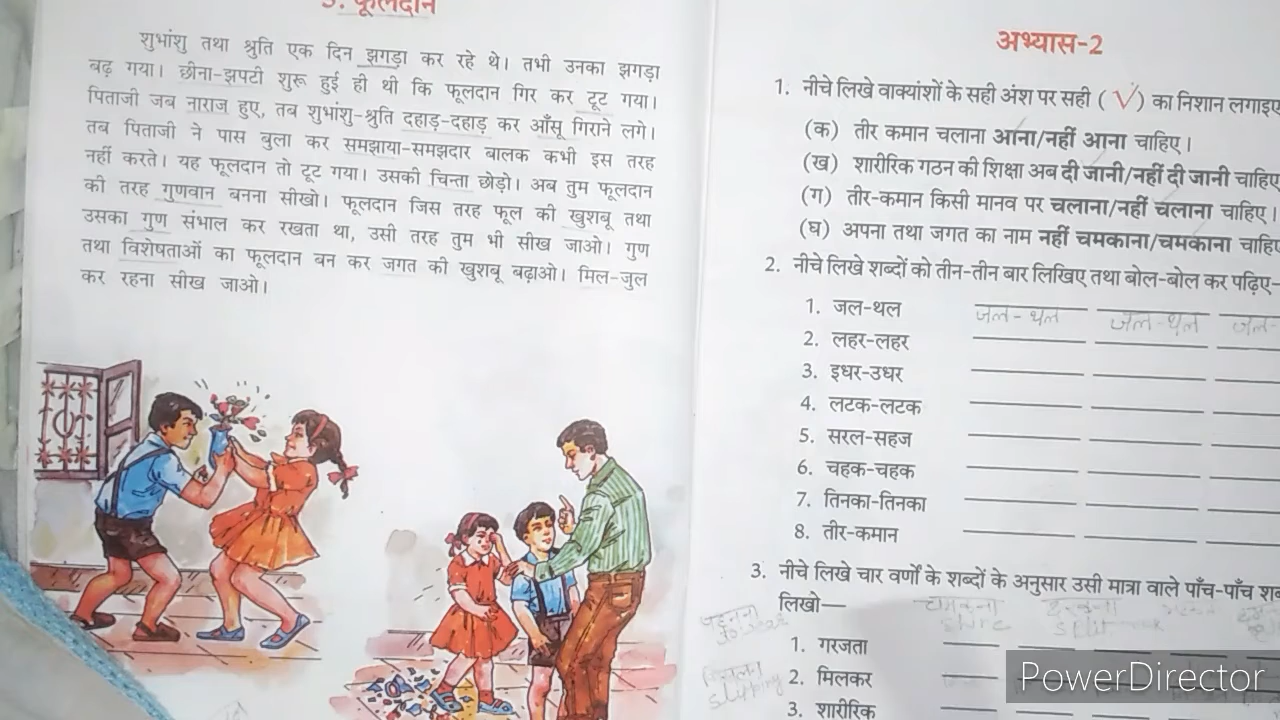 3. फूलदान
शुभांशु तथा श्रुति एक दिन झगड़ा कर रहे थे। तभी उनका झगड़ा
बढ़ गया। छीना-झपटी शुरू हुई ही थी कि फूलदान गिर कर टूट गया।
पिताजी जब नाराज हुए, तब शुभांशु-श्रुति दहाड़-दहाड़ कर आँसू गिराने लगे।
तब पिताजी ने पास बुला कर समझाया-समझदार बालक कभी इस तरह
नहीं करते। यह फूलदान तो टूट गया। उसकी चिन्ता छोड़ो। अब तुम फूलदान
की तरह गुणवान बनना सीखो। फूलदान जिस तरह फूल की खुशबू तथा
उसका गुण संभाल कर रखता था, उसी तरह तुम भी सीख जाओ। गुण
तथा विशेषताओं का फूलदान बन कर जगत की खुशबू बढ़ाओ। मिल-जुल
कर रहना सीख जाओ।
अभ्यास-2
1. नीचे लिखे वाक्यांशों के सही अंश पर सही (√) का निशान लगाइए
(क) तीर कमान चलाना आना/नहीं आना चाहिए।
(ख) शारीरिक गठन की शिक्षा अब दी जानी/नहीं दी जानी चाहिए
(ग) तीर-कमान किसी मानव पर चलाना/नहीं चलाना चाहिए।
(घ) अपना तथा जगत का नाम नहीं चमकाना/चमकाना चाहिए
2. नीचे लिखे शब्दों को तीन-तीन बार लिखिए तथा बोल-बोल कर पढ़िए-
1. जल-थल जल-थल जल-थल जल-
2. लहर-लहर
3. इधर-उधर
4. लटक-लटक
5. सरल-सहज
6. चहक-चहक
7. तिनका-तिनका
8. तीर-कमान
3. नीचे लिखे चार वर्णों के शब्दों के अनुसार उसी मात्रा वाले पाँच-पाँच शब्
लिखो—
चमकना
1. गरजता
2. मिलकर
slipping
3. शारीरिक
PowerDirector